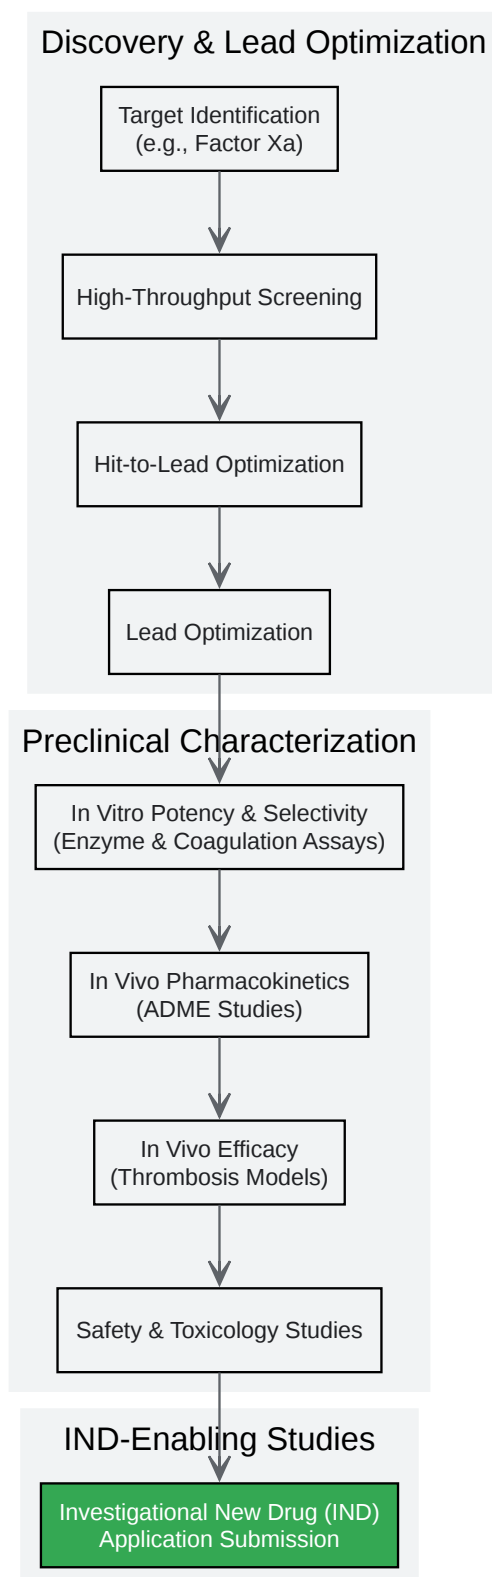 Discovery & Lead Optimization
Target Identification
(e.g., Factor Xa)
High-Throughput Screening
Hit-to-Lead Optimization
Lead Optimization
Preclinical Characterization
In Vitro Potency & Selectivity
(Enzyme & Coagulation Assays)
In Vivo Pharmacokinetics
(ADME Studies)
In Vivo Efficacy
(Thrombosis Models)
Safety & Toxicology Studies
IND-Enabling Studies
Investigational New Drug (IND)
Application Submission